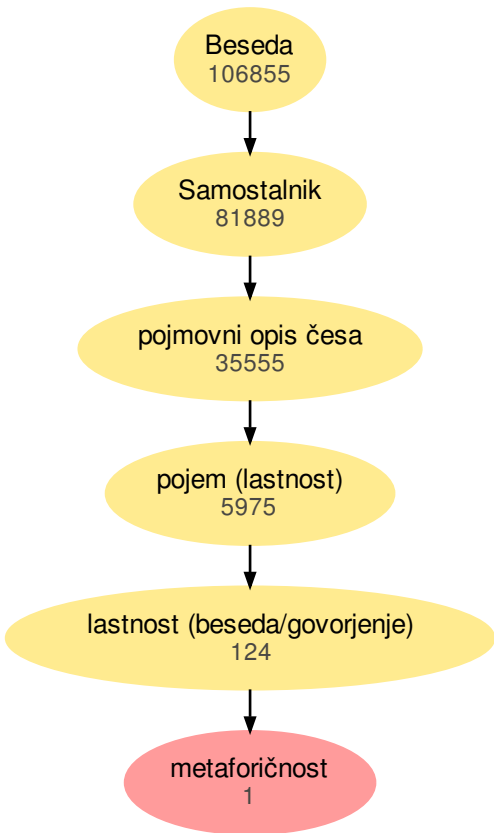 Beseda
106855
Samostalnik
81889
pojmovni opis česa
35555
pojem (lastnost)
5975
lastnost (beseda/govorjenje)
124
metaforičnost
1